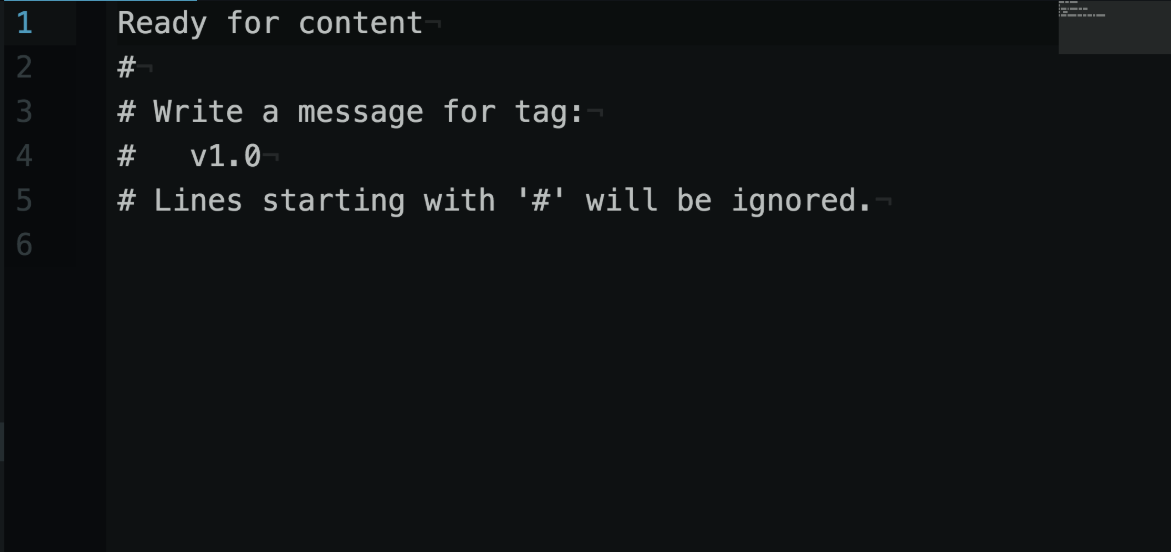 1 Ready for content¬
2 #¬
3 # Write a message for tag:¬
4 #   v1.0¬
5 # Lines starting with '#' will be ignored.¬
6